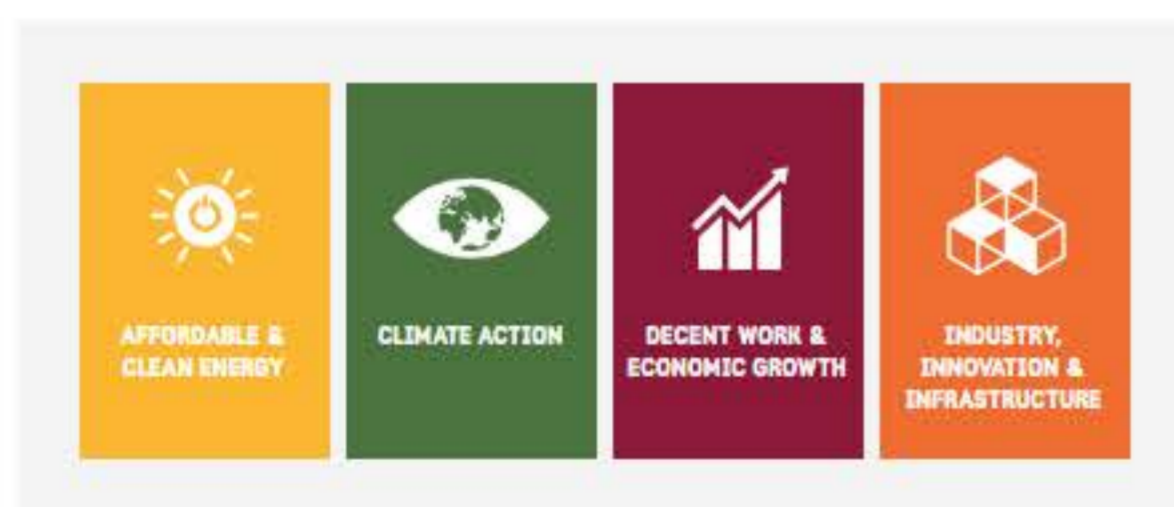 AFFORDABLE &
CLEAN ENERGY
CLIMATE ACTION
DECENT WORK &
ECONOMIC GROWTH
INDUSTRY,
INNOVATION &
INFRASTRUCTURE